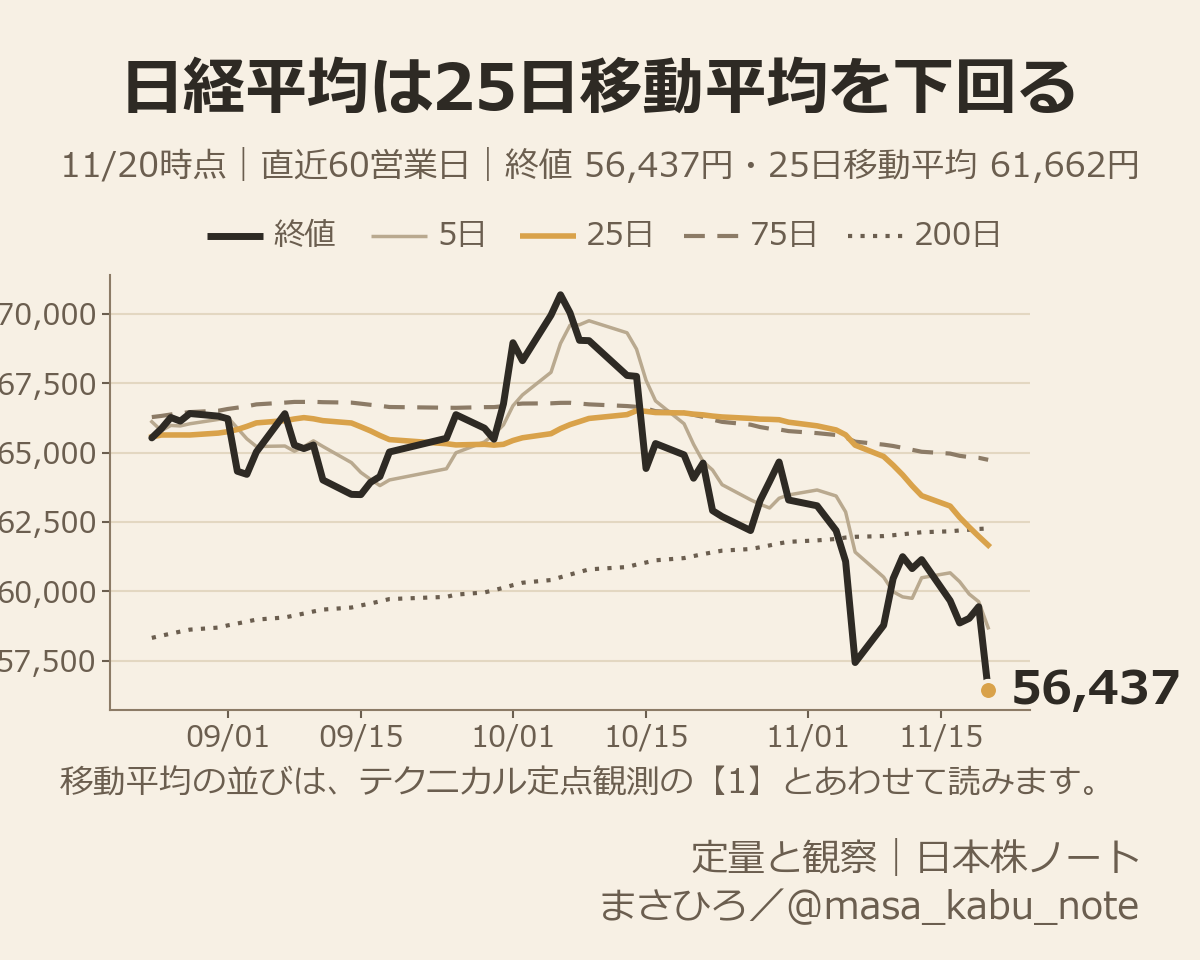 日経平均は25日移動平均を下回る
11/20時点｜直近60営業日｜終値 56,437円・25日移動平均 61,662円
終値 5日 25日 75日 200日
70,000
67,500
65,000
62,500
60,000
57,500
56,437
09/01 09/15 10/01 10/15 11/01 11/15
移動平均の並びは、テクニカル定点観測の【1】とあわせて読みます。
定量と観察｜日本株ノート
まさひろ／@masa_kabu_note